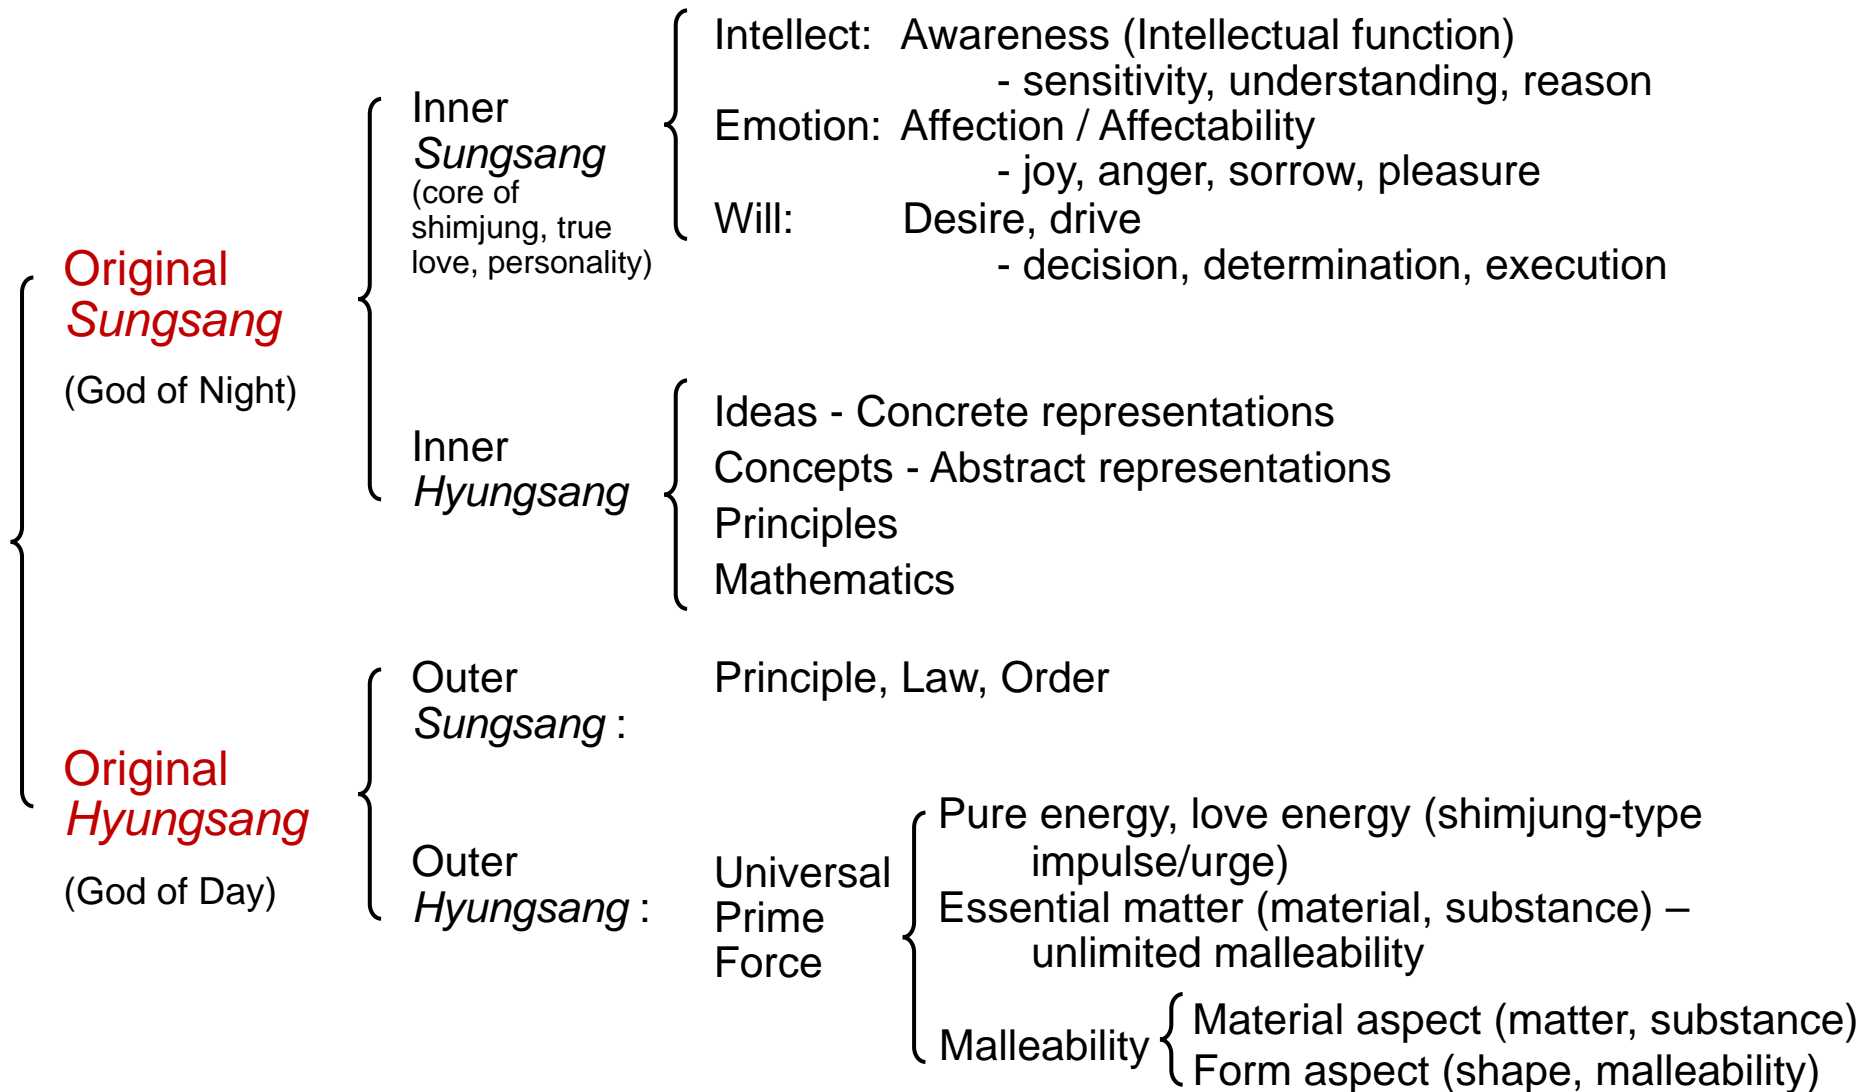 Original
Sungsang
(God of Night)
Inner
Sungsang
(core of
shimjung, true
love, personality)
Intellect: Awareness (Intellectual function)
- sensitivity, understanding, reason
Emotion: Affection / Affectability
- joy, anger, sorrow, pleasure
Will: Desire, drive
- decision, determination, execution
Inner
Hyungsang
Ideas - Concrete representations
Concepts - Abstract representations
Principles
Mathematics
Original
Hyungsang
(God of Day)
Outer
Sungsang :
Principle, Law, Order
Outer
Hyungsang :
Universal
Prime
Force
Pure energy, love energy (shimjung-type
impulse/urge)
Essential matter (material, substance) –
unlimited malleability
Malleability
Material aspect (matter, substance)
Form aspect (shape, malleability)